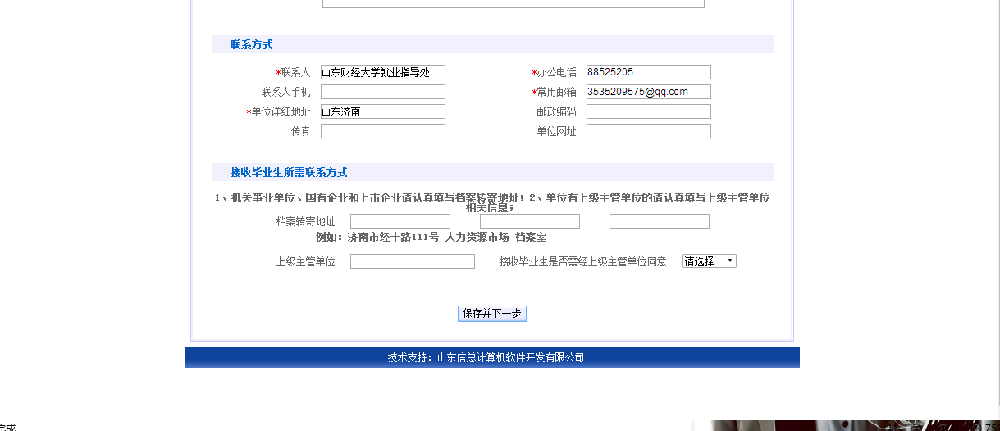 联系方式
*联系人 山东财经大学就业指导处 *办公电话 88525205
联系人手机 *常用邮箱 3535209575@qq.com
*单位详细地址 山东济南 邮政编码
传真 单位网址
接收毕业生所需联系方式
1、机关事业单位、国有企业和上市企业请认真填写档案转寄地址；2、单位有上级主管单位的请认真填写上级主管单位
相关信息；
档案转寄地址
例如：济南市经十路111号 人力资源市场 档案室
上级主管单位 接收毕业生是否需经上级主管单位同意 请选择
保存并下一步
技术支持：山东信总计算机软件开发有限公司
完成